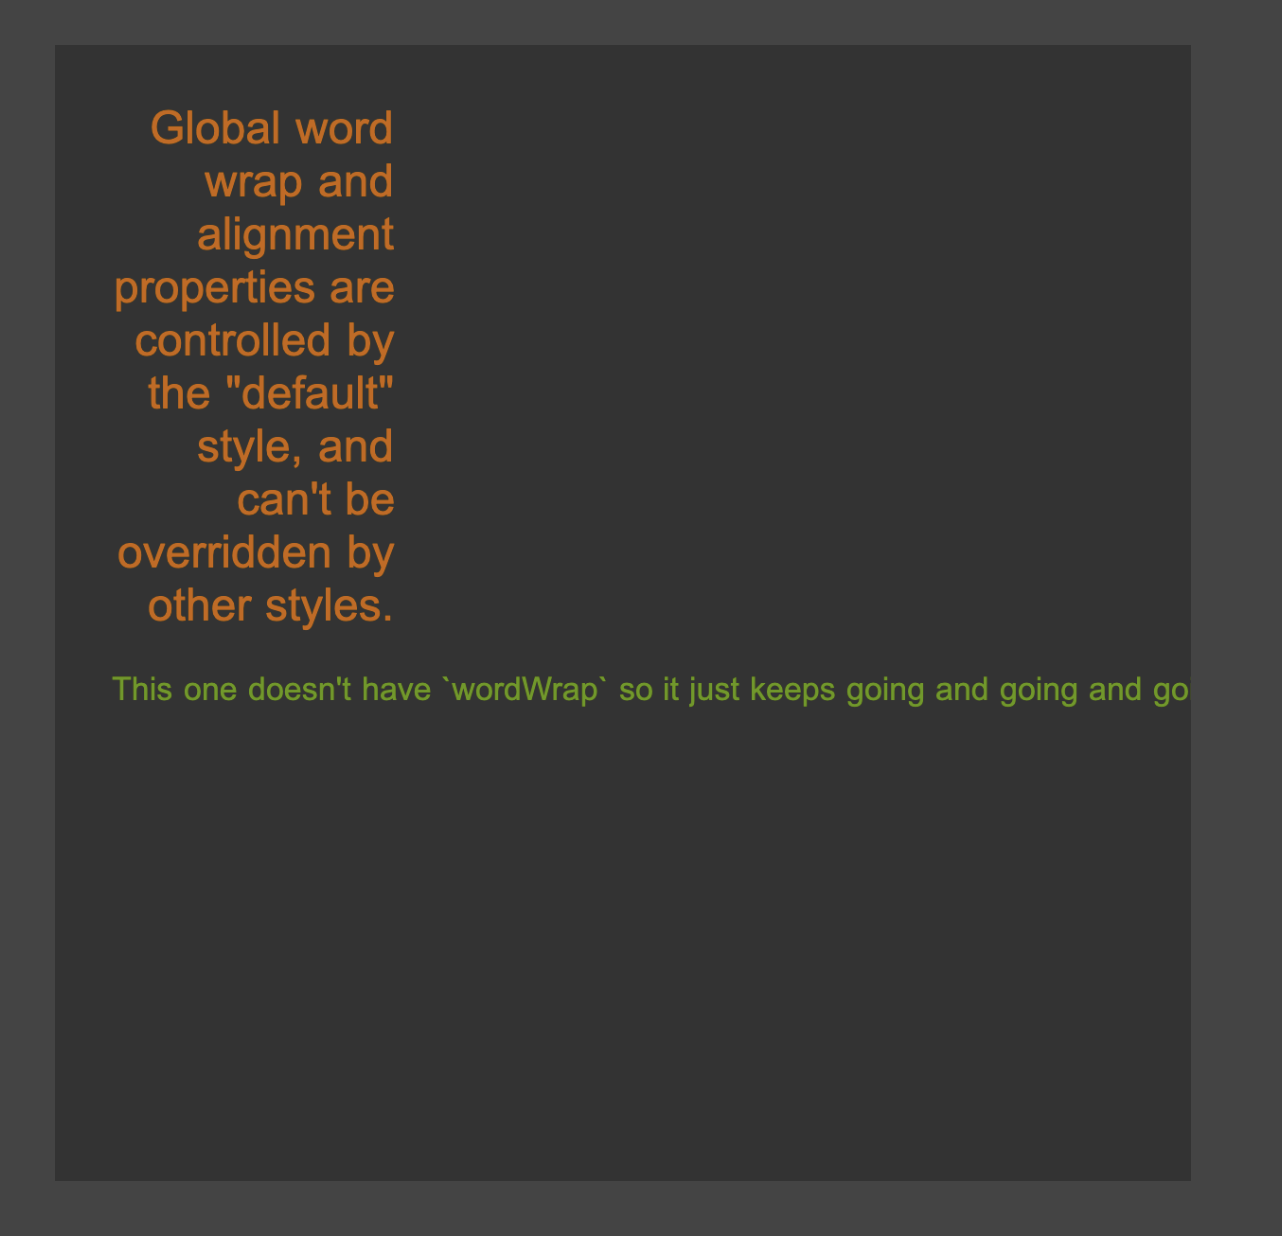 Global word
wrap and
alignment
properties are
controlled by
the "default"
style, and
can't be
overridden by
other styles.
This one doesn't have `wordWrap` so it just keeps going and going and go